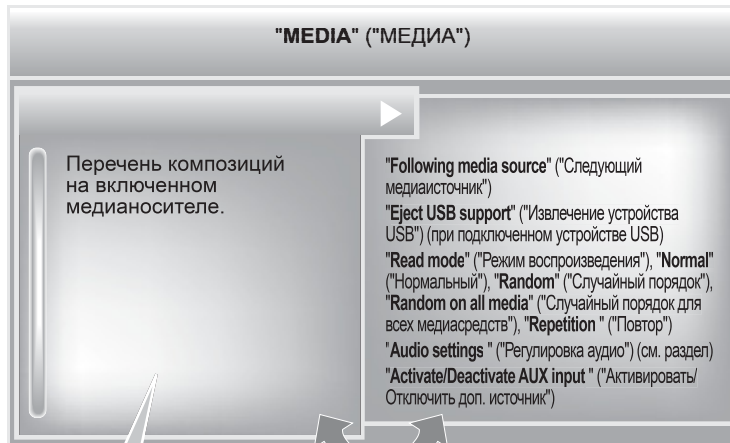 "MEDIA" ("МЕДИА")
Перечень композиций
на включенном
медианосителе.
"Following media source" ("Следующий
медиаисточник")
"Eject USB support" ("Извлечение устройства
USB") (при подключенном устройстве USB)
"Read mode" ("Режим воспроизведения"), "Normal"
("Нормальный"), "Random" ("Случайный порядок"),
"Random on all media" ("Случайный порядок для
всех медиасредств"), "Repetition " ("Повтор")
"Audio settings " ("Регулировка аудио") (см. раздел)
"Activate/Deactivate AUX input " ("Активировать/
Отключить доп. источник")